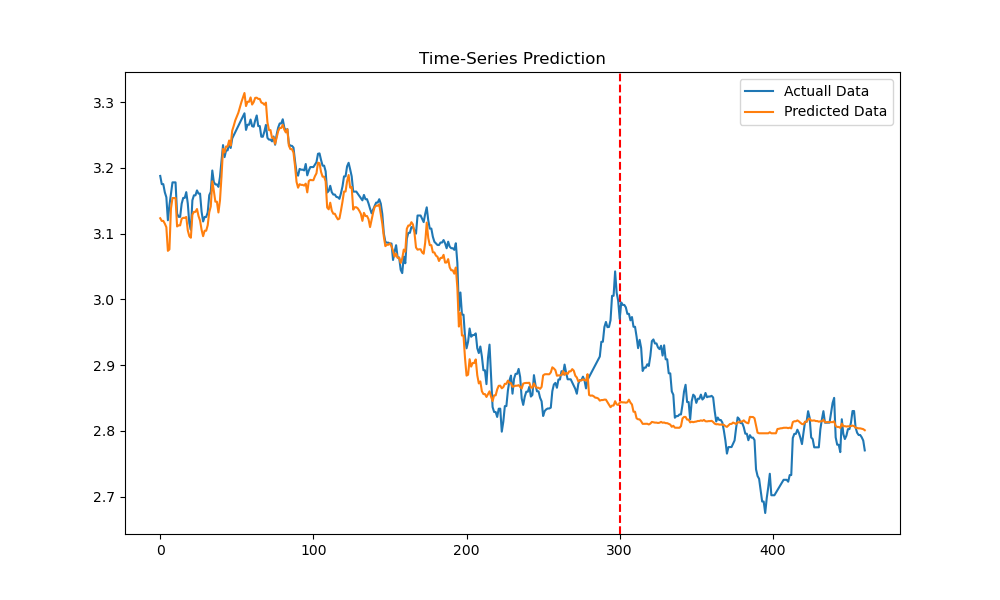 Time-Series Prediction
Actuall Data
Predicted Data
3.3
3.2
3.1
3.0
2.9
2.8
2.7
0 100 200 300 400